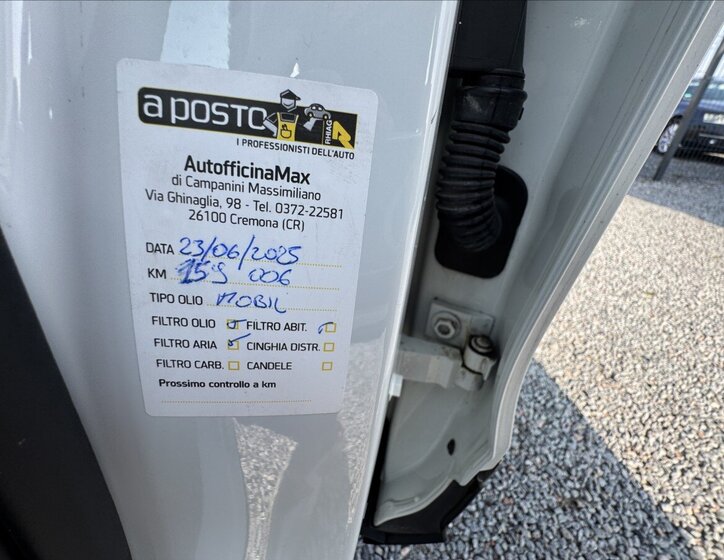 a POSTO
RHIAG
I PROFESSIONISTI DELL'AUTO
AutofficinaMax
di Campanini Massimiliano
Via Ghinaglia, 98 - Tel. 0372-22581
26100 Cremona (CR)
DATA 23/06/2025
KM 159 006
TIPO OLIO MOBIL
FILTRO OLIO FILTRO ABIT.
FILTRO ARIA CINGHIA DISTR.
FILTRO CARB. CANDELE
Prossimo controllo a km